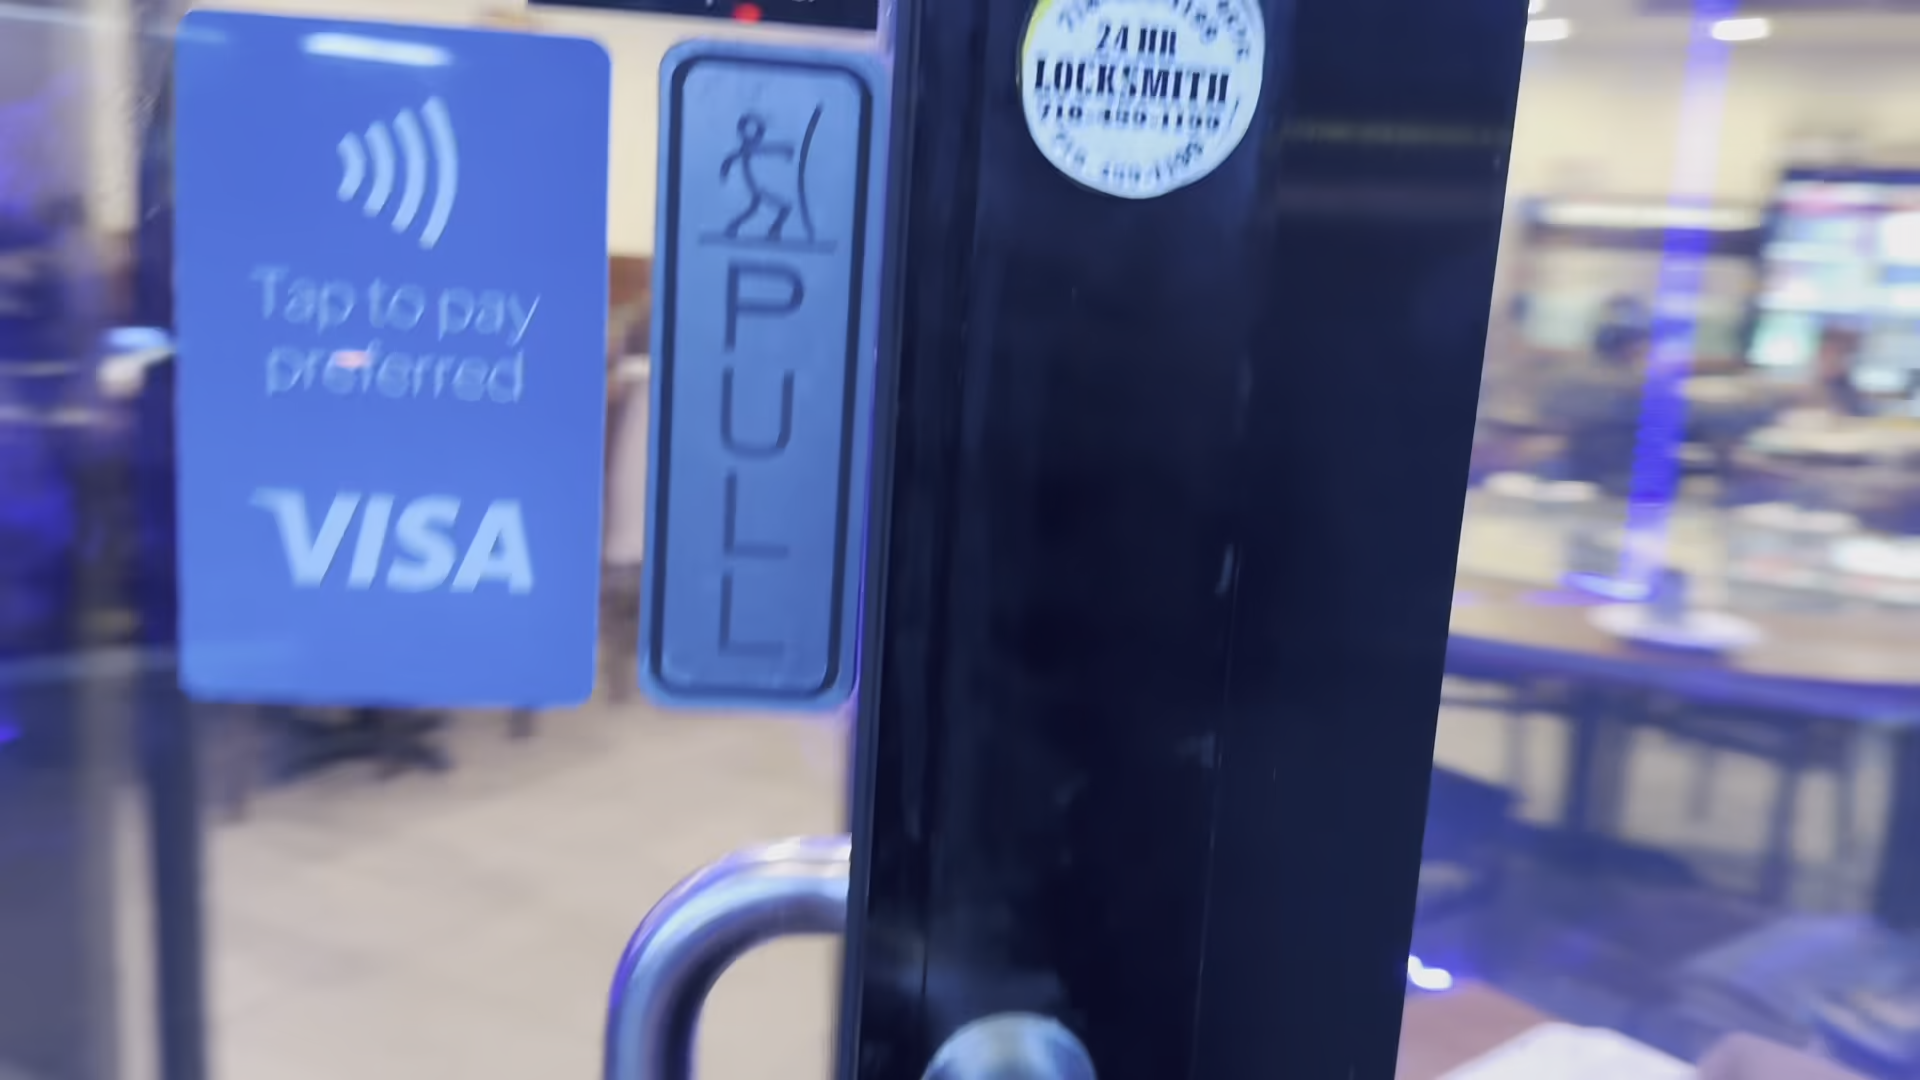 Tap to pay
preferred
VISA
PULL
24 HR
LOCKSMITH